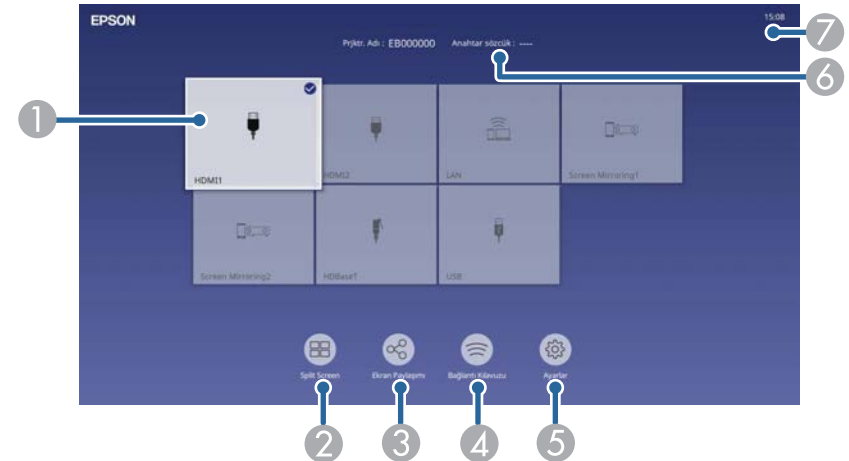 EPSON
15:08
Prjktr. Adı : EB000000 Anahtar sözcük : ----
HDMI1
HDMI2
LAN
Screen Mirroring1
Screen Mirroring2
HDBaseT
USB
Split Screen
Ekran Paylaşımı
Bağlantı Kılavuzu
Ayarlar
1
2
3
4
5
6
7